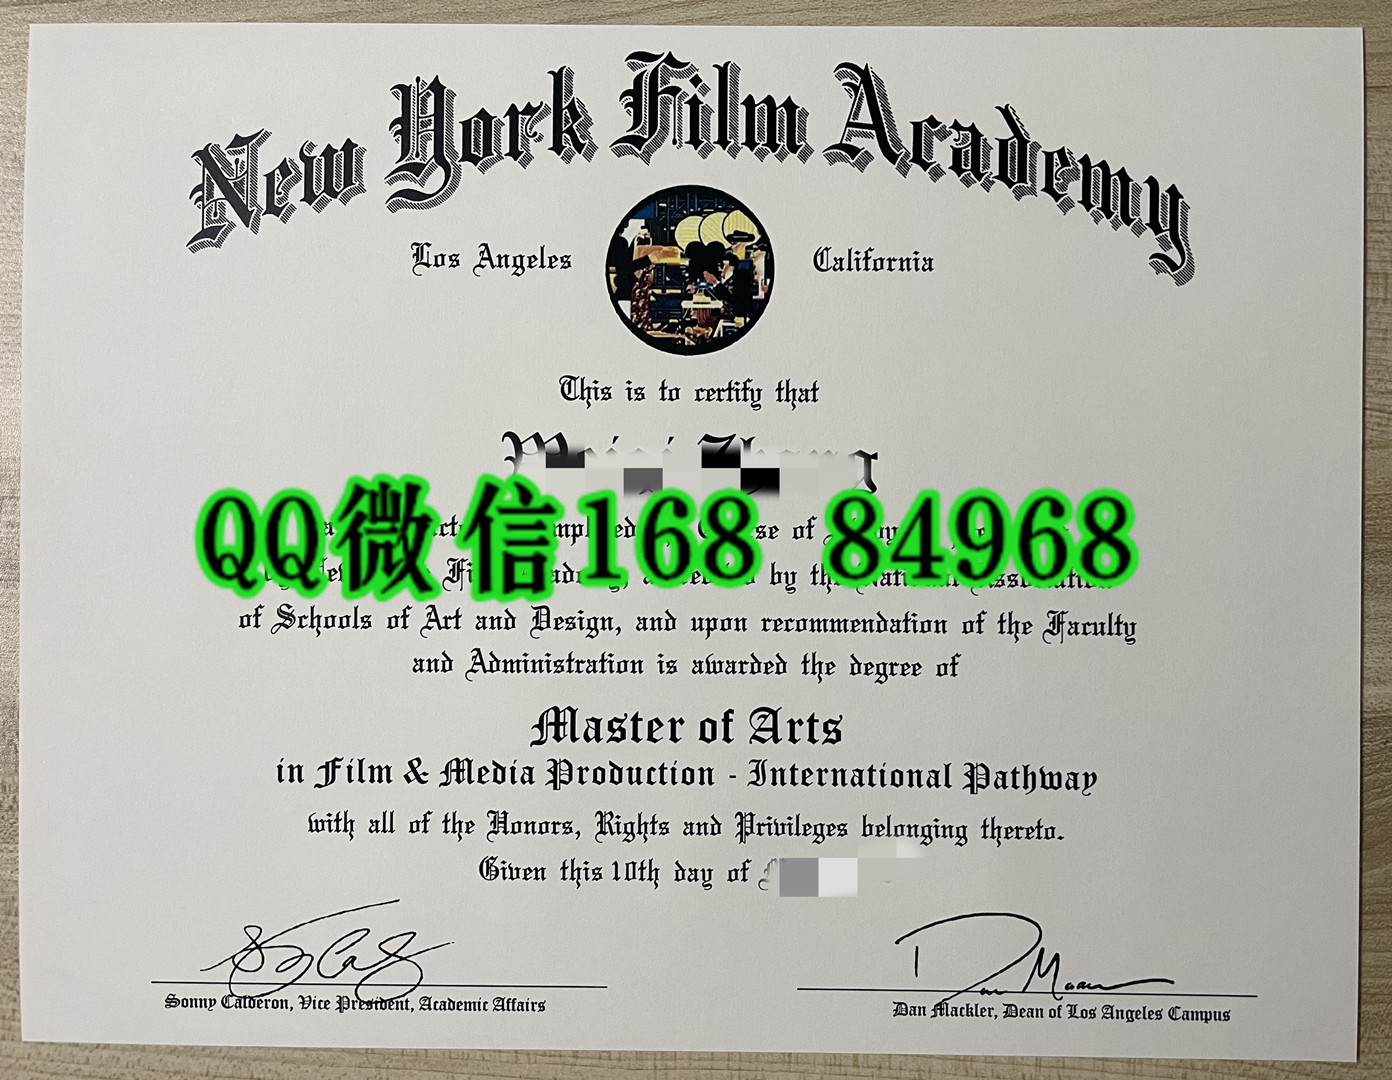 New York Film Academy
Los Angeles California
This is to certify that
QQ微信168 84968
of Schools of Art and Design, and upon recommendation of the Faculty
and Administration is awarded the degree of
Master of Arts
in Film & Media Production - International Pathway
with all of the Honors, Rights and Privileges belonging thereto.
Given this 10th day of
Sonny Calderon, Vice President, Academic Affairs
Dan Mackler, Dean of Los Angeles Campus